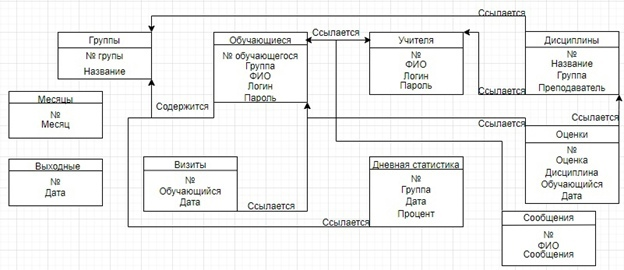 Ссылается
Группы
№ групы
Название
Обучающиеся
№ обучающегося
Группа
ФИО
Логин
Пароль
Ссылается
Учителя
№
ФИО
Логин
Пароль
Дисциплины
№
Название
Группа
Преподаватель
Ссылается
Месяцы
№
Месяц
Содержится
Ссылается
Ссылается
Оценки
№
Оценка
Дисциплина
Обучающийся
Дата
Выходные
№
Дата
Визиты
№
Обучающийся
Дата
Ссылается
Дневная статистика
№
Группа
Дата
Процент
Ссылается
Сообщения
№
ФИО
Сообщения